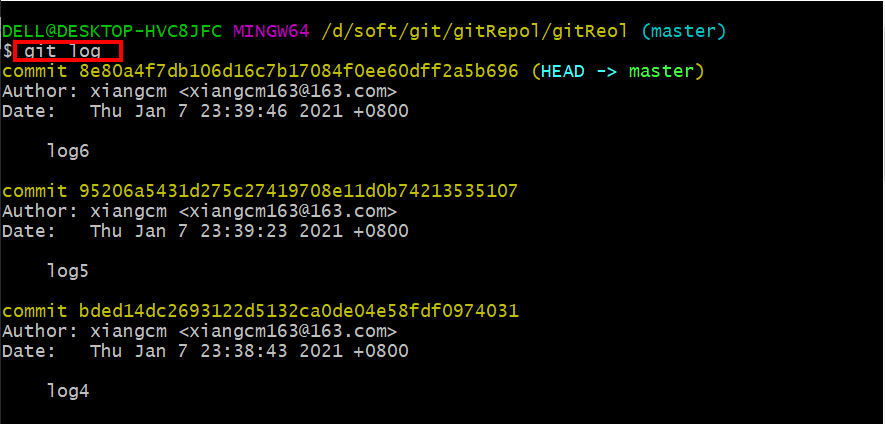 DELL@DESKTOP-HVC8JFC MINGW64 /d/soft/git/gitRepol/gitReol (master)
$ git log
commit 8e80a4f7db106d16c7b17084f0ee60dff2a5b696 (HEAD -> master)
Author: xiangcm <xiangcm163@163.com>
Date:   Thu Jan 7 23:39:46 2021 +0800
log6
commit 95206a5431d275c27419708e11d0b74213535107
Author: xiangcm <xiangcm163@163.com>
Date:   Thu Jan 7 23:39:23 2021 +0800
log5
commit bded14dc2693122d5132ca0de04e58fdf0974031
Author: xiangcm <xiangcm163@163.com>
Date:   Thu Jan 7 23:38:43 2021 +0800
log4